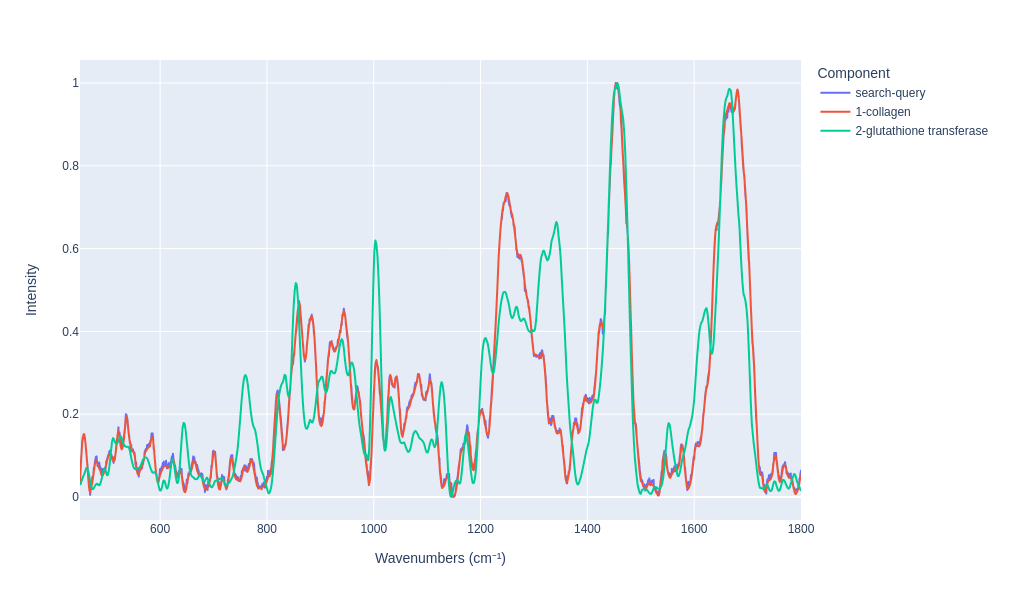 Component
search-query
1-collagen
2-glutathione transferase
Intensity
1
0.8
0.6
0.4
0.2
0
600 800 1000 1200 1400 1600 1800
Wavenumbers (cm⁻¹)